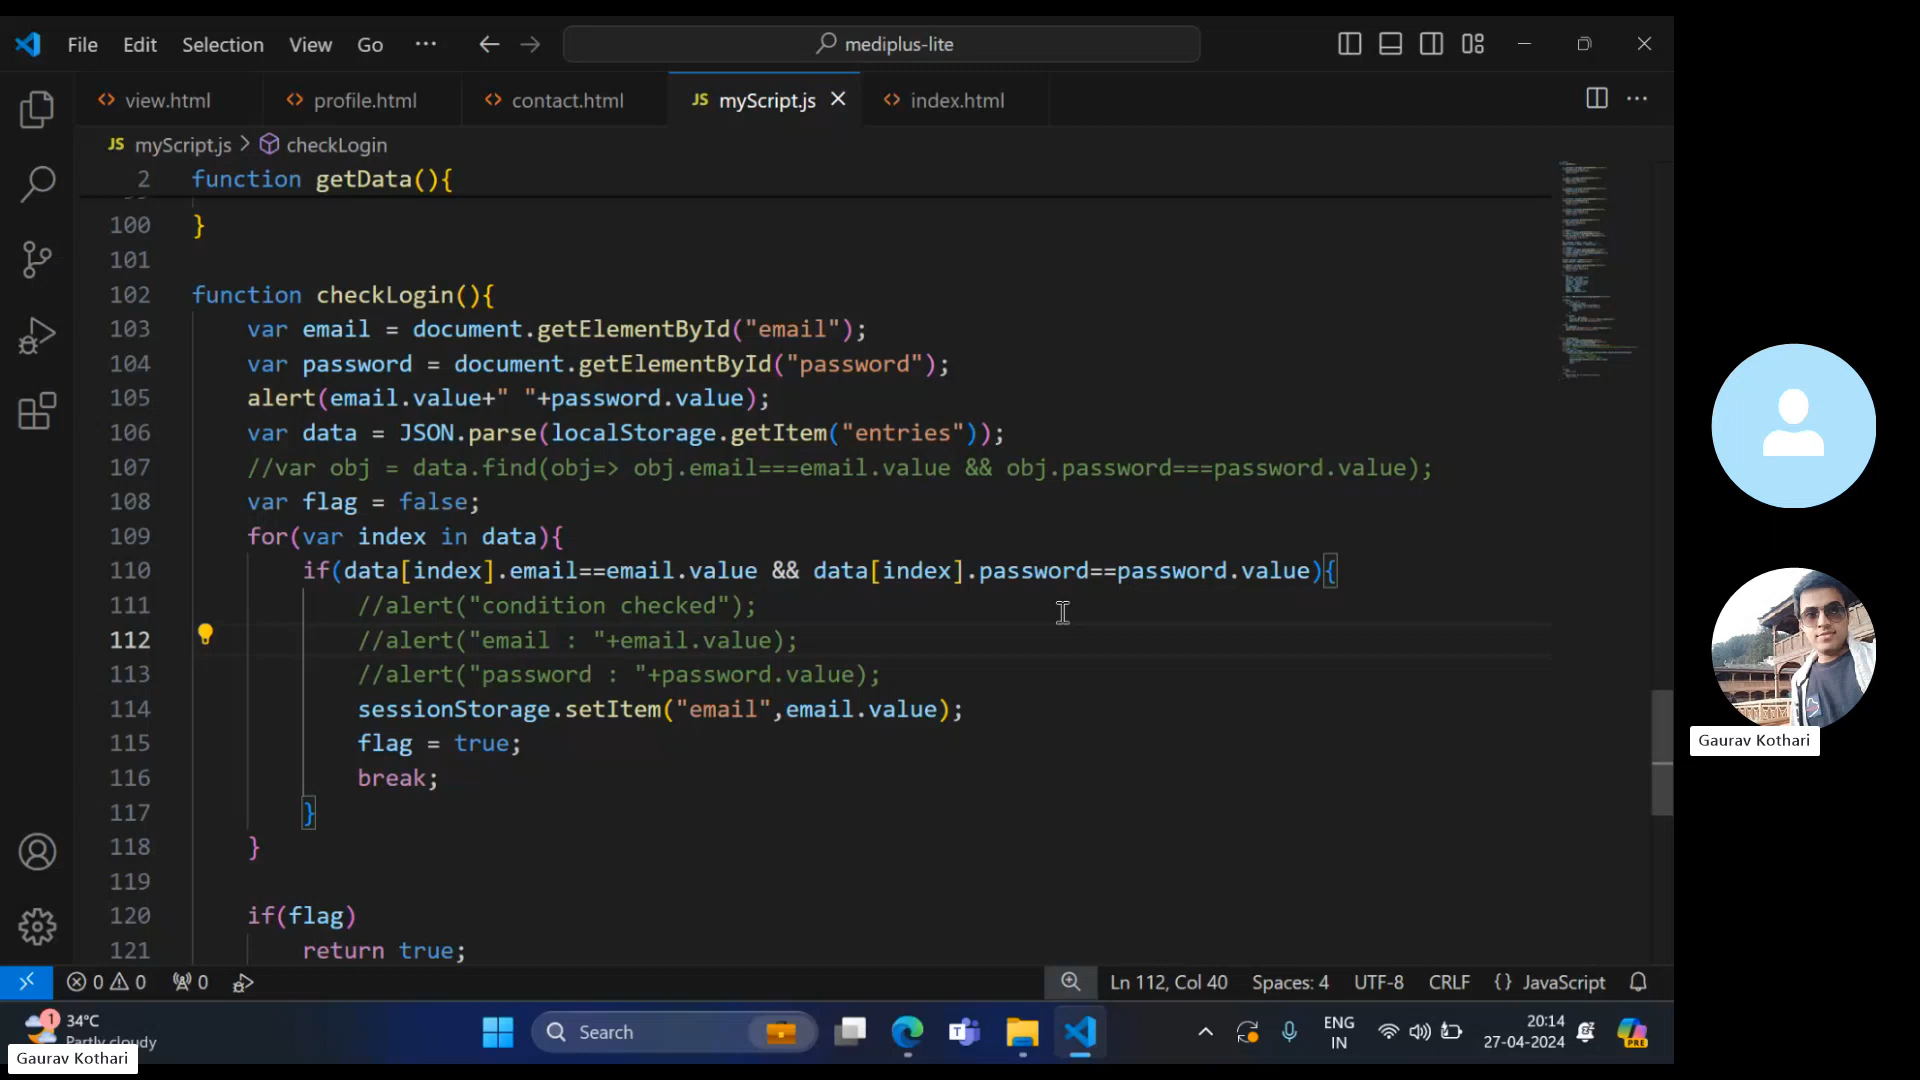 File Edit Selection View Go ··· mediplus-lite
view.html profile.html contact.html JS myScript.js index.html
JS myScript.js > checkLogin
2 function getData(){
100 }
101
102 function checkLogin(){
103 var email = document.getElementById("email");
104 var password = document.getElementById("password");
105 alert(email.value+" "+password.value);
106 var data = JSON.parse(localStorage.getItem("entries"));
107 //var obj = data.find(obj=> obj.email===email.value && obj.password===password.value);
108 var flag = false;
109 for(var index in data){
110 if(data[index].email==email.value && data[index].password==password.value){
111 //alert("condition checked");
112 //alert("email : "+email.value);
113 //alert("password : "+password.value);
114 sessionStorage.setItem("email",email.value);
115 flag = true;
116 break;
117 }
118 }
119
120 if(flag)
121 return true;
0 0 0 Ln 112, Col 40 Spaces: 4 UTF-8 CRLF {} JavaScript
1 34°C
Partly cloudy
Search
ENG
IN
20:14
27-04-2024
PRE
Gaurav Kothari
Gaurav Kothari